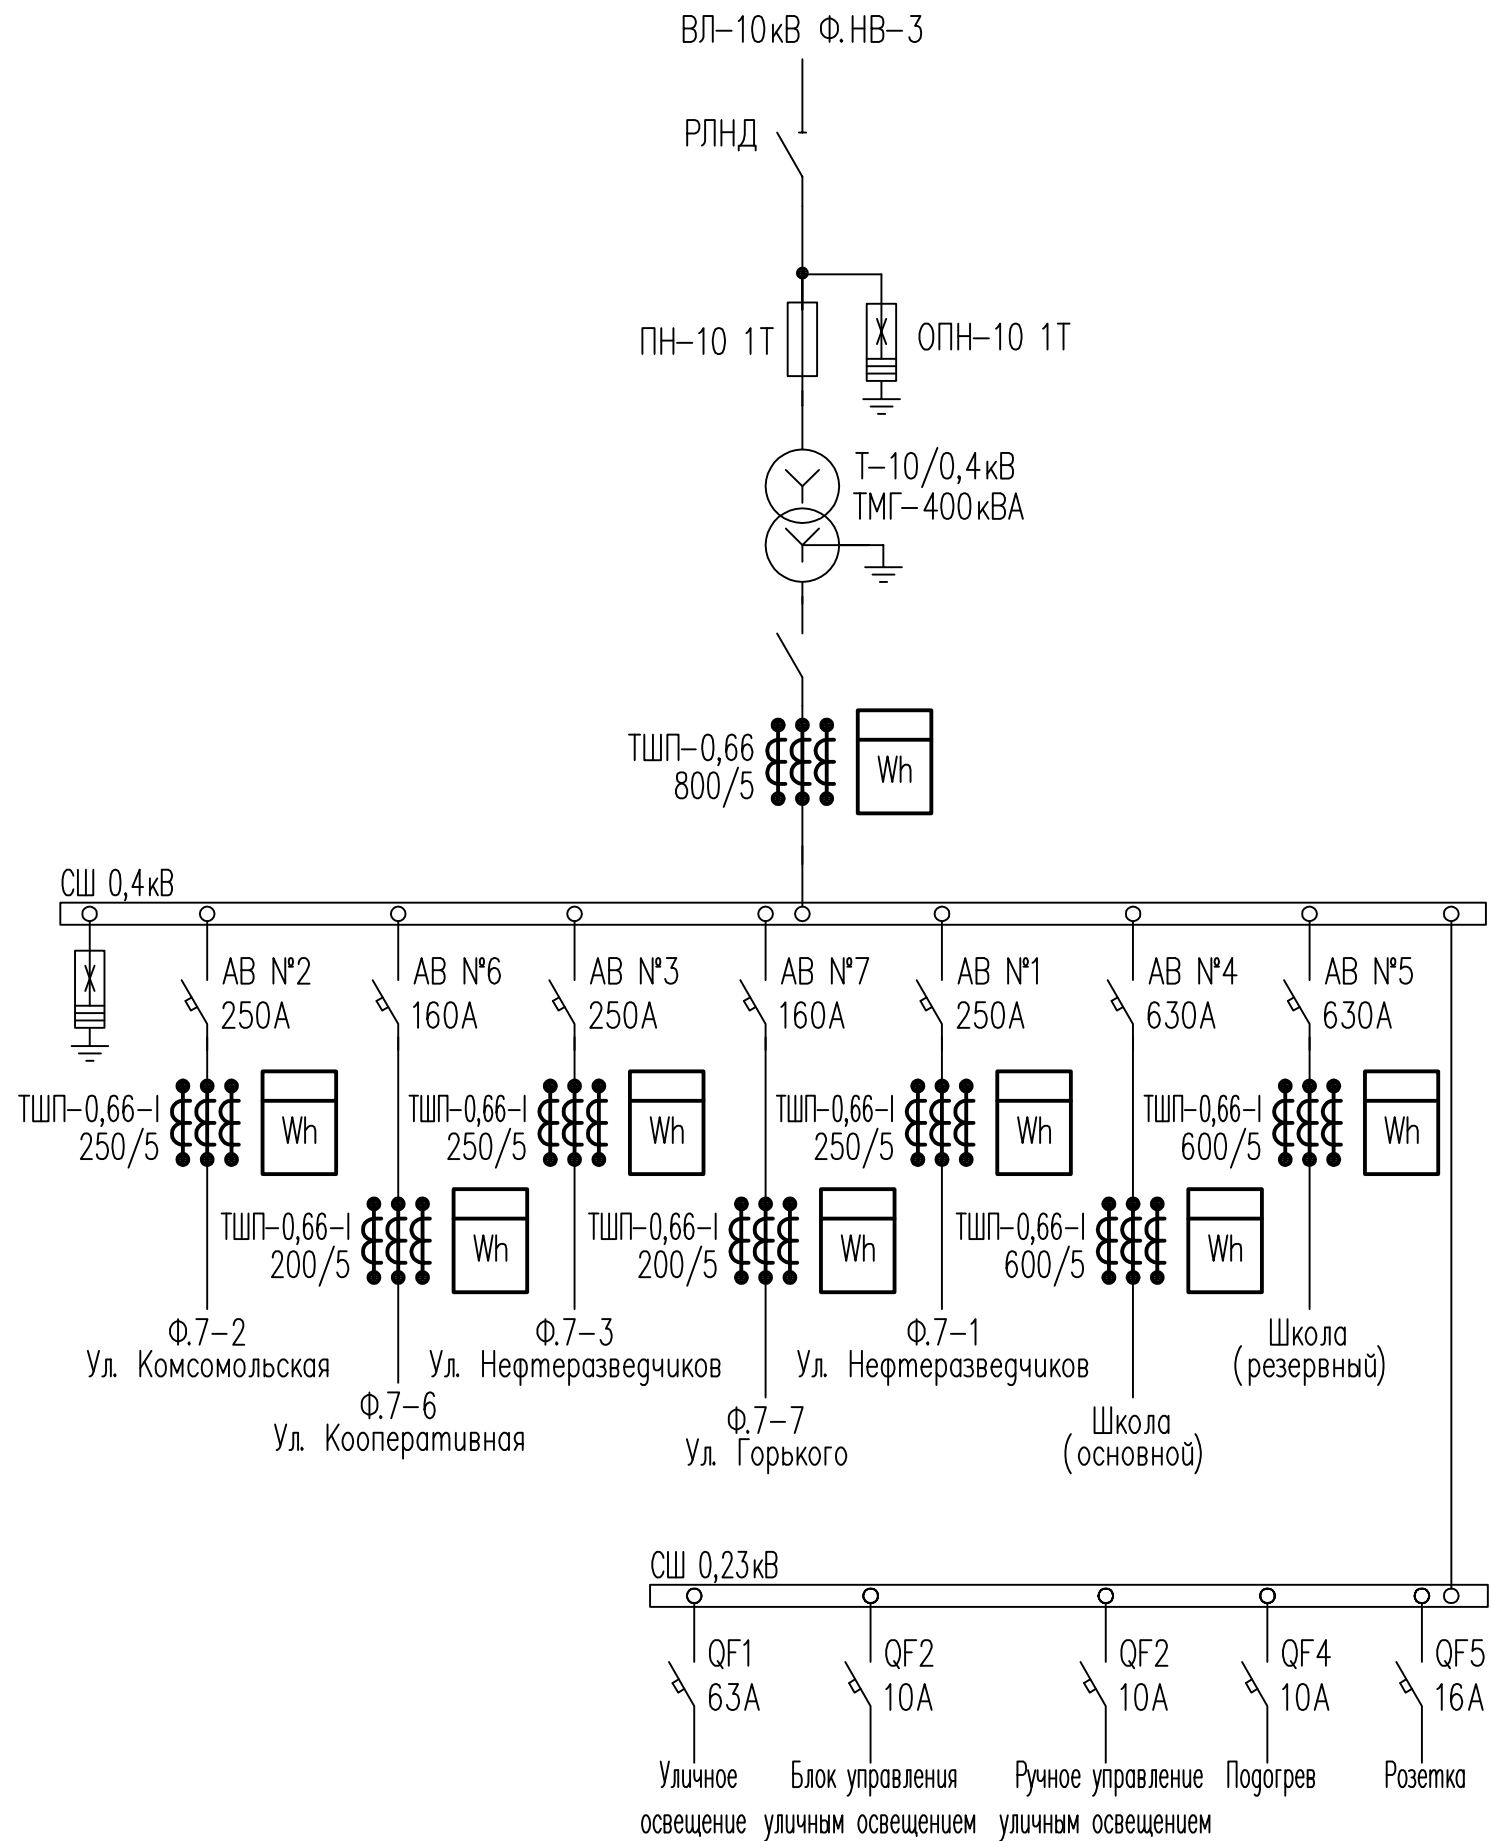 ВЛ-10кВ Ф.НВ-3
РЛНД
ПН-10 1Т
ОПН-10 1Т
Т-10/0,4кВ
ТМГ-400кВА
ТШП-0,66
800/5
Wh
СШ 0,4кВ
АВ №2
250А
АВ №6
160А
АВ №3
250А
АВ №7
160А
АВ №1
250А
АВ №4
630А
АВ №5
630А
ТШП-0,66-I
250/5
Wh
ТШП-0,66-I
250/5
Wh
ТШП-0,66-I
250/5
Wh
ТШП-0,66-I
600/5
Wh
ТШП-0,66-I
200/5
Wh
ТШП-0,66-I
200/5
Wh
ТШП-0,66-I
600/5
Wh
Ф.7-2
Ул. Комсомольская
Ф.7-3
Ул. Нефтеразведчиков
Ф.7-1
Ул. Нефтеразведчиков
Школа
(резервный)
Ф.7-6
Ул. Кооперативная
Ф.7-7
Ул. Горького
Школа
(основной)
СШ 0,23кВ
QF1
63А
QF2
10А
QF2
10А
QF4
10А
QF5
16А
Уличное
освещение
Блок управления
уличным освещением
Ручное управление
уличным освещением
Подогрев
Розетка